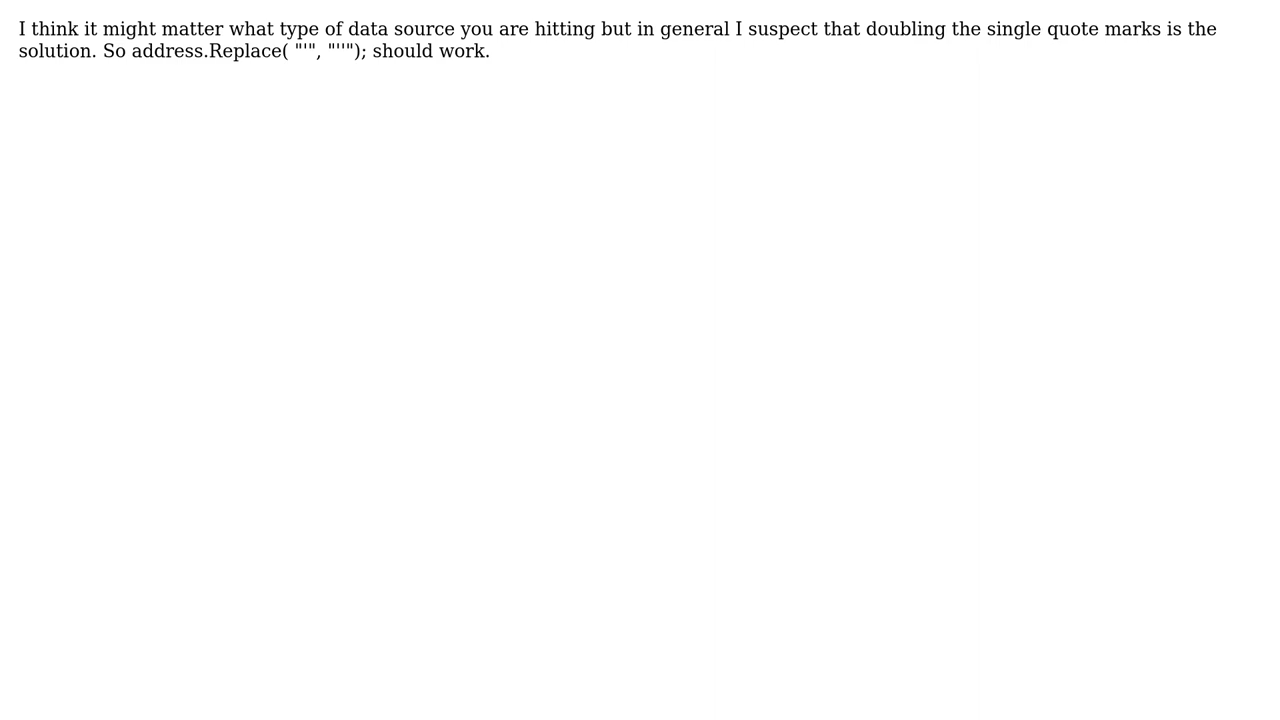 I think it might matter what type of data source you are hitting but in general I suspect that doubling the single quote marks is the
solution. So address.Replace( "'", "''"); should work.